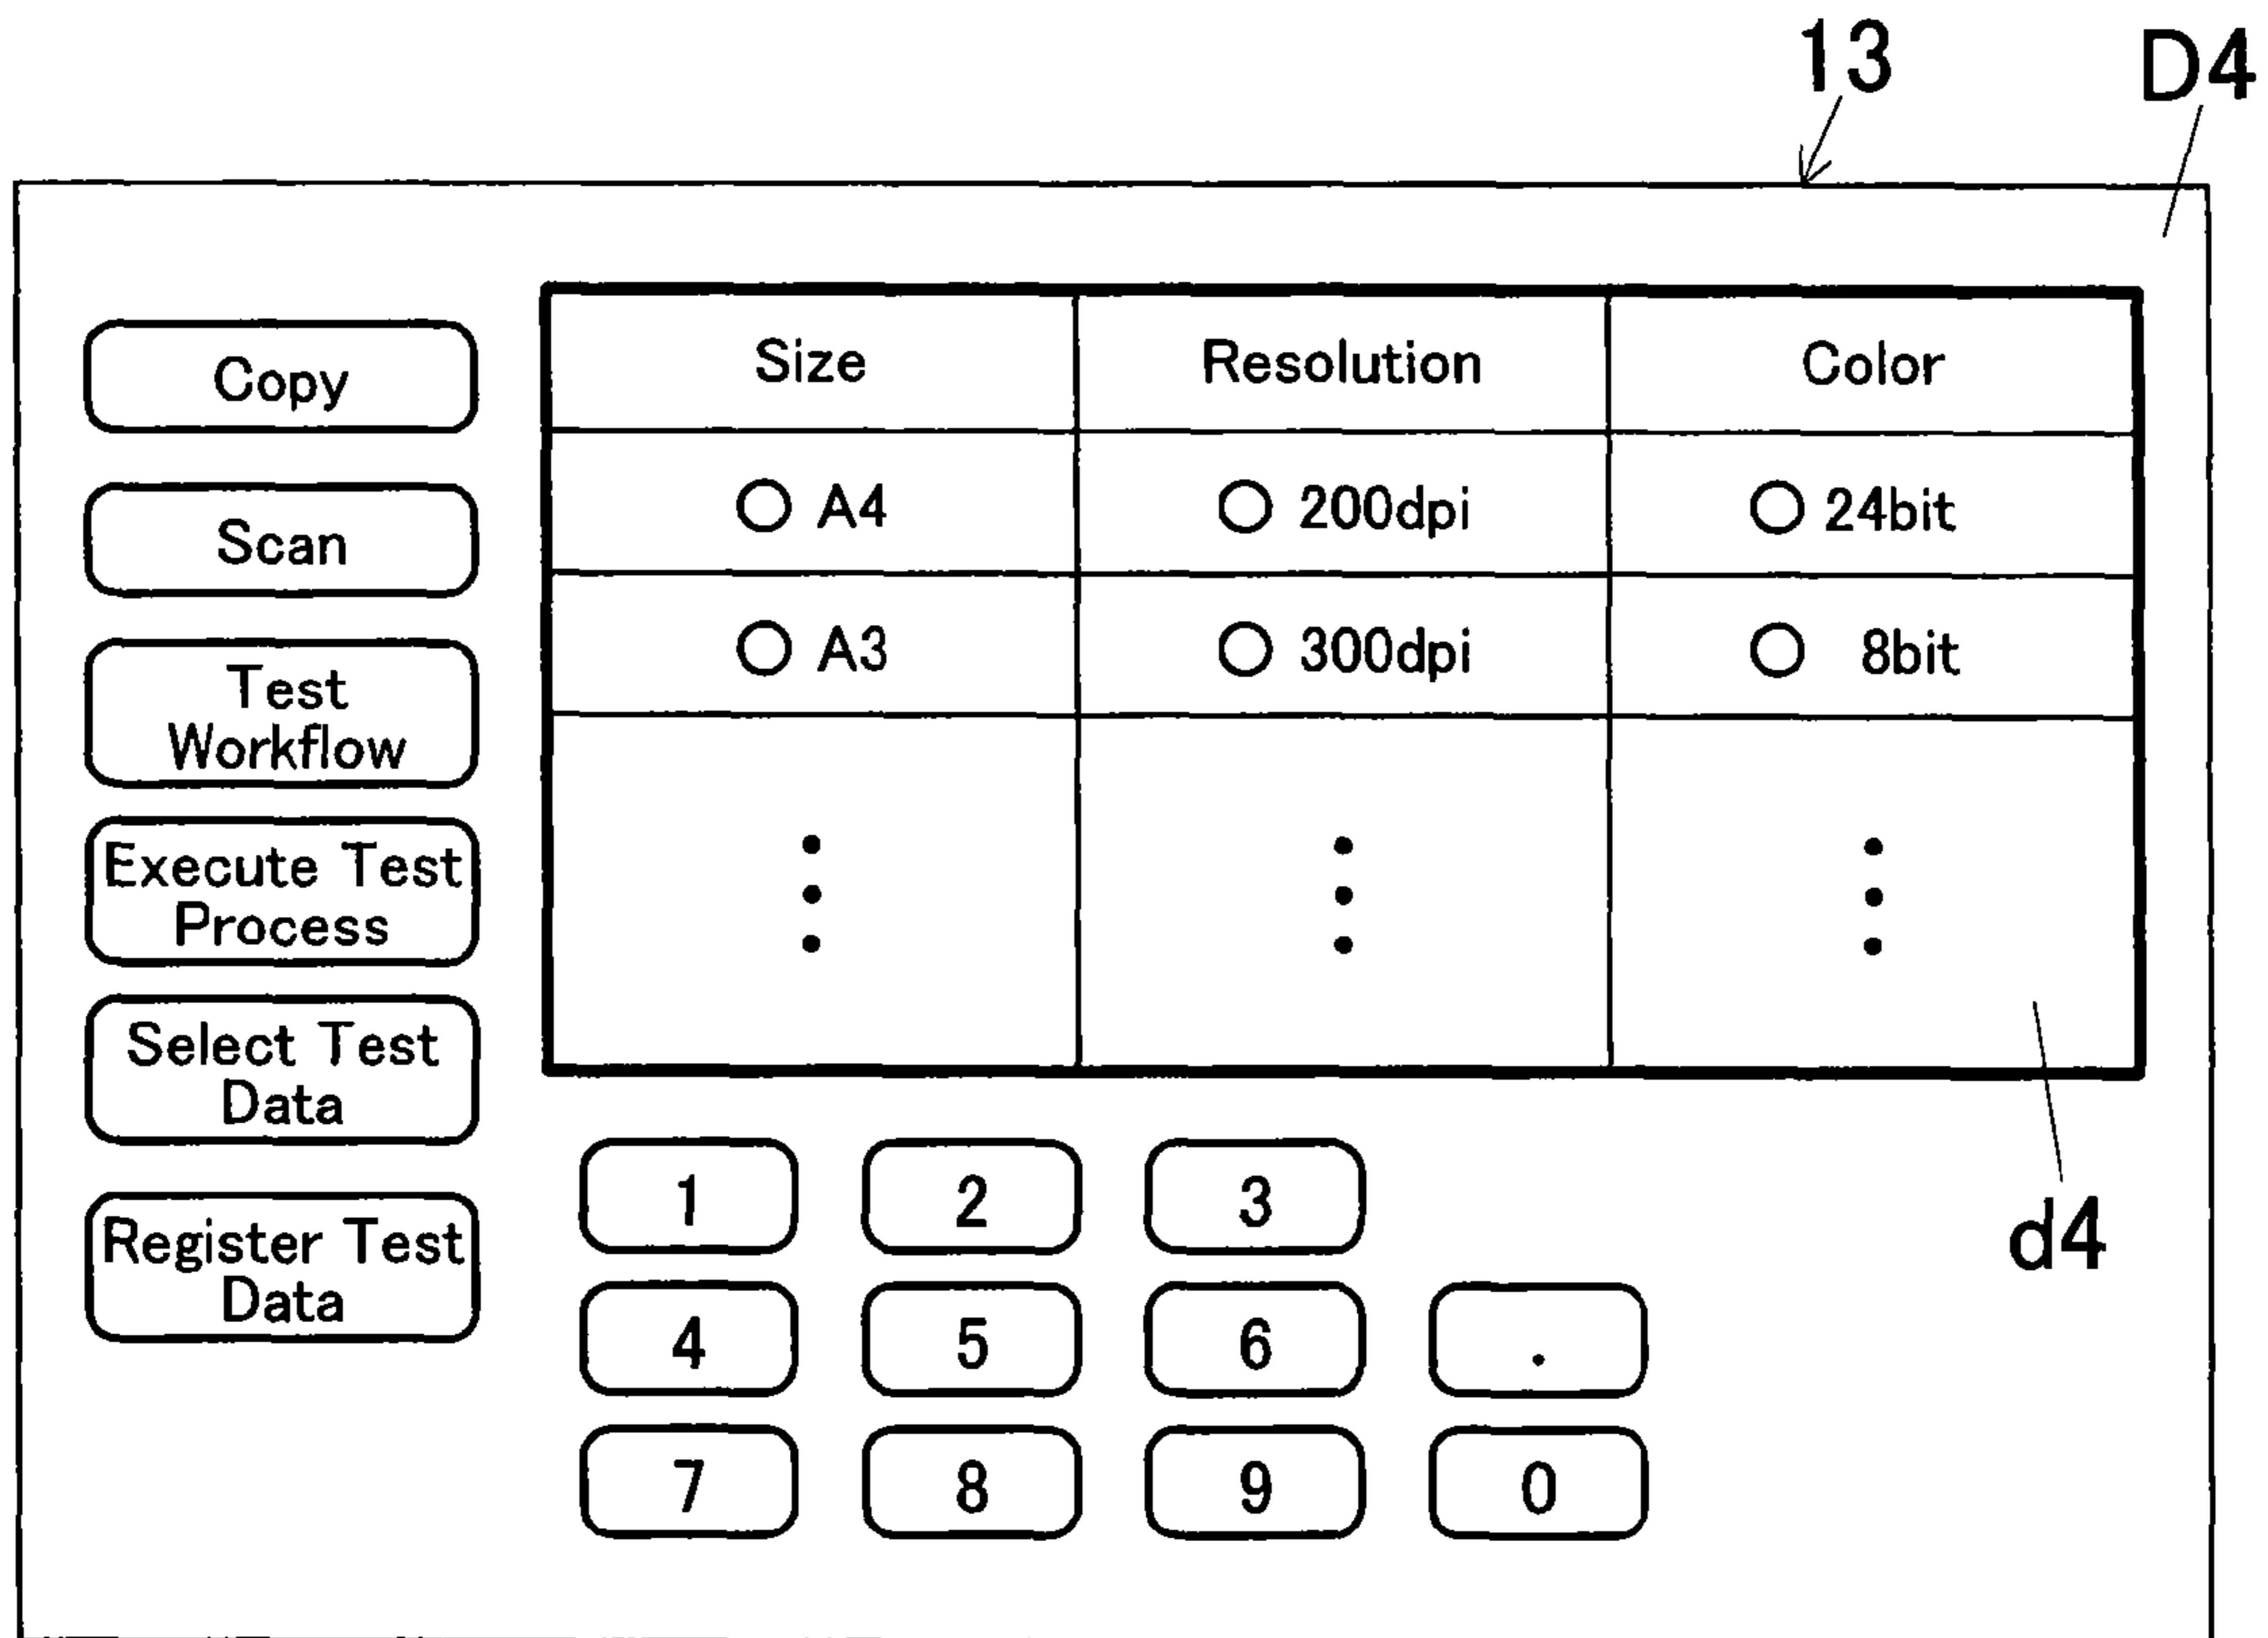 13
D4
Copy
Scan
Test
Workflow
Execute Test
Process
Select Test
Data
Register Test
Data
Size Resolution Color
A4 200dpi 24bit
A3 300dpi 8bit
d4
1 2 3
4 5 6 .
7 8 9 0